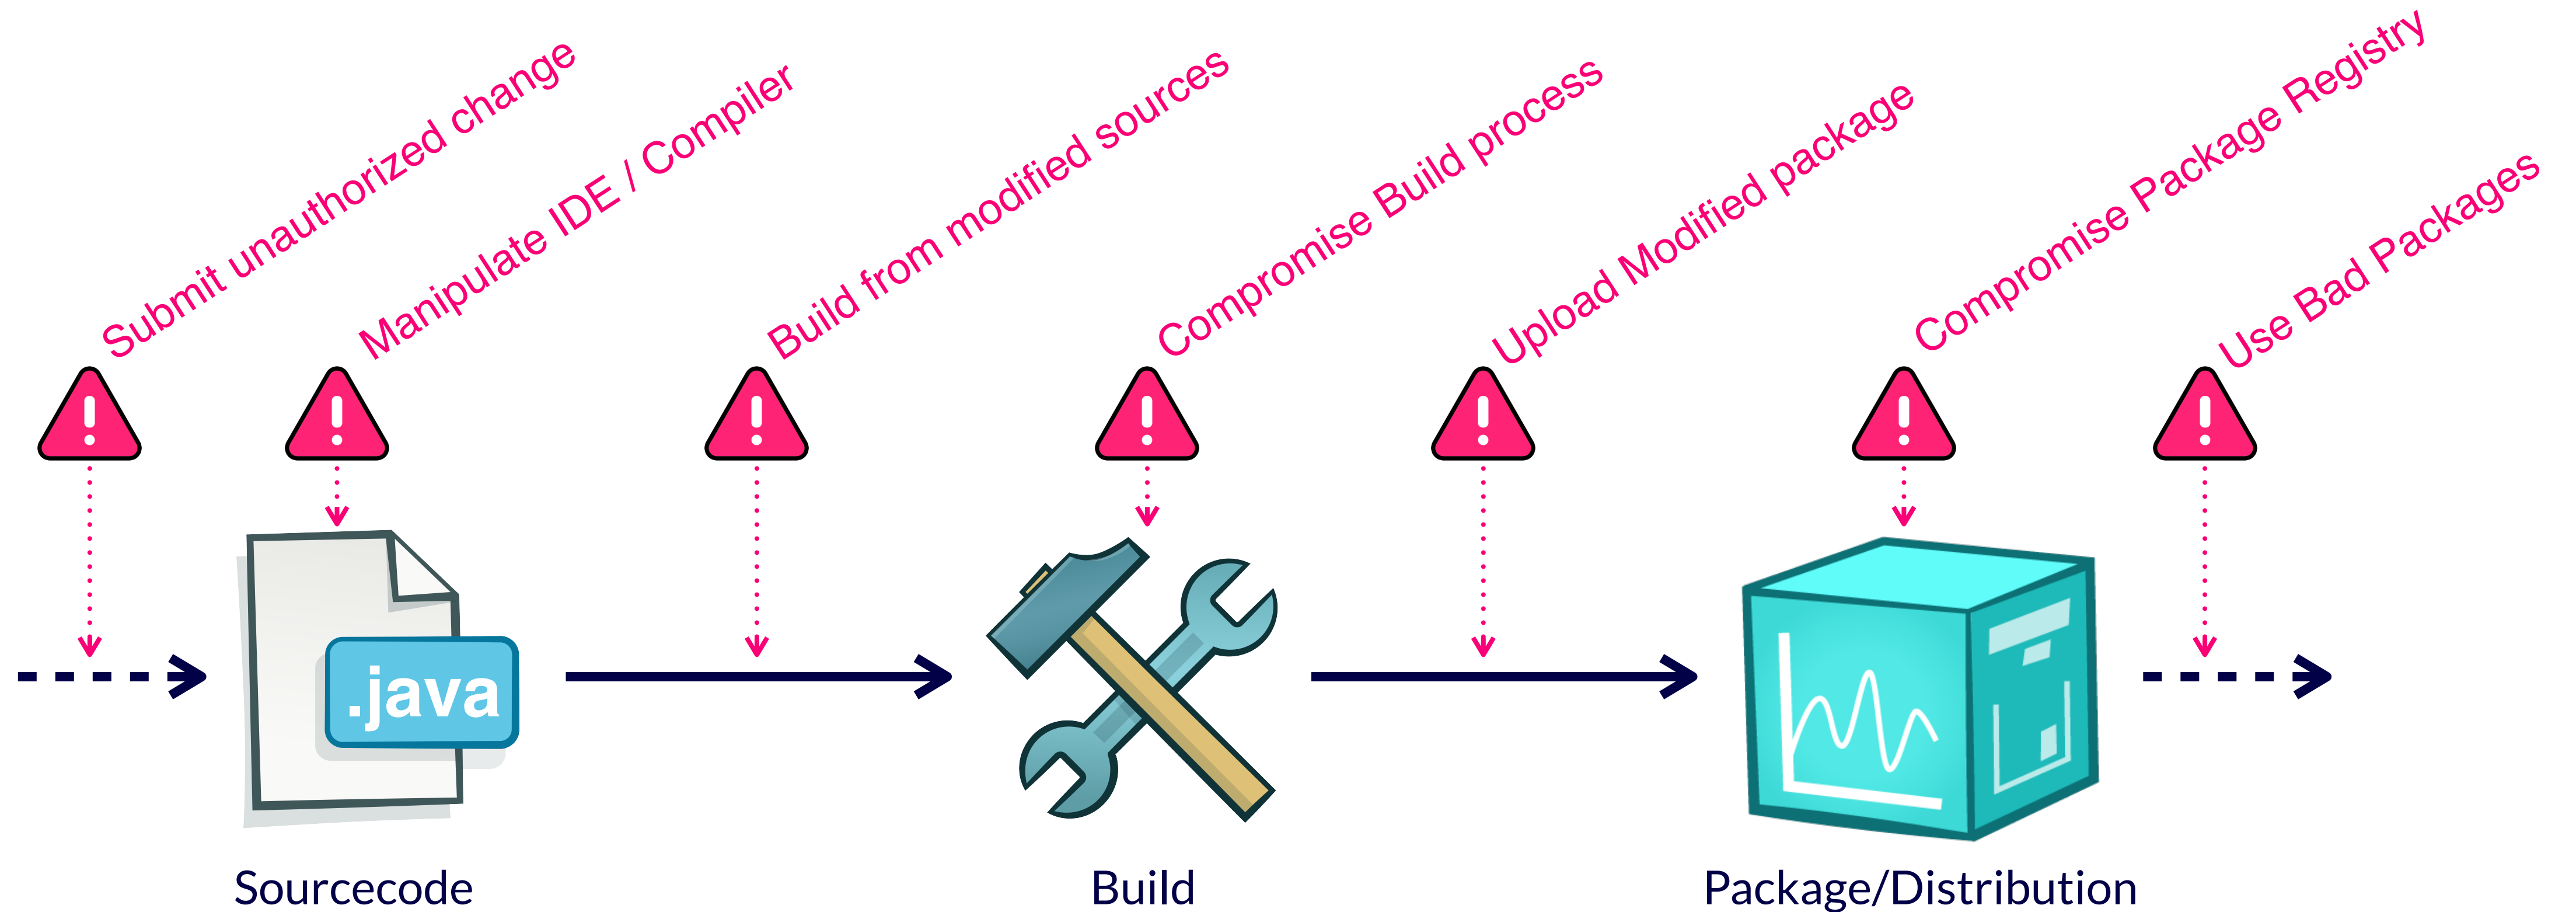 Submit unauthorized change
Manipulate IDE / Compiler
Build from modified sources
Compromise Build process
Upload Modified package
Compromise Package Registry
Use Bad Packages
.java
Sourcecode
Build
Package/Distribution